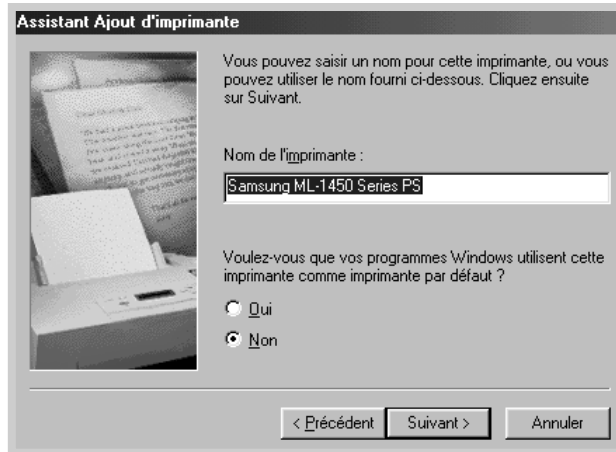 Assistant Ajout d'imprimante
Vous pouvez saisir un nom pour cette imprimante, ou vous
pouvez utiliser le nom fourni ci-dessous. Cliquez ensuite
sur Suivant.
Nom de l'imprimante :
Samsung ML-1450 Series PS
Voulez-vous que vos programmes Windows utilisent cette
imprimante comme imprimante par défaut ?
Oui
Non
< Précédent
Suivant >
Annuler